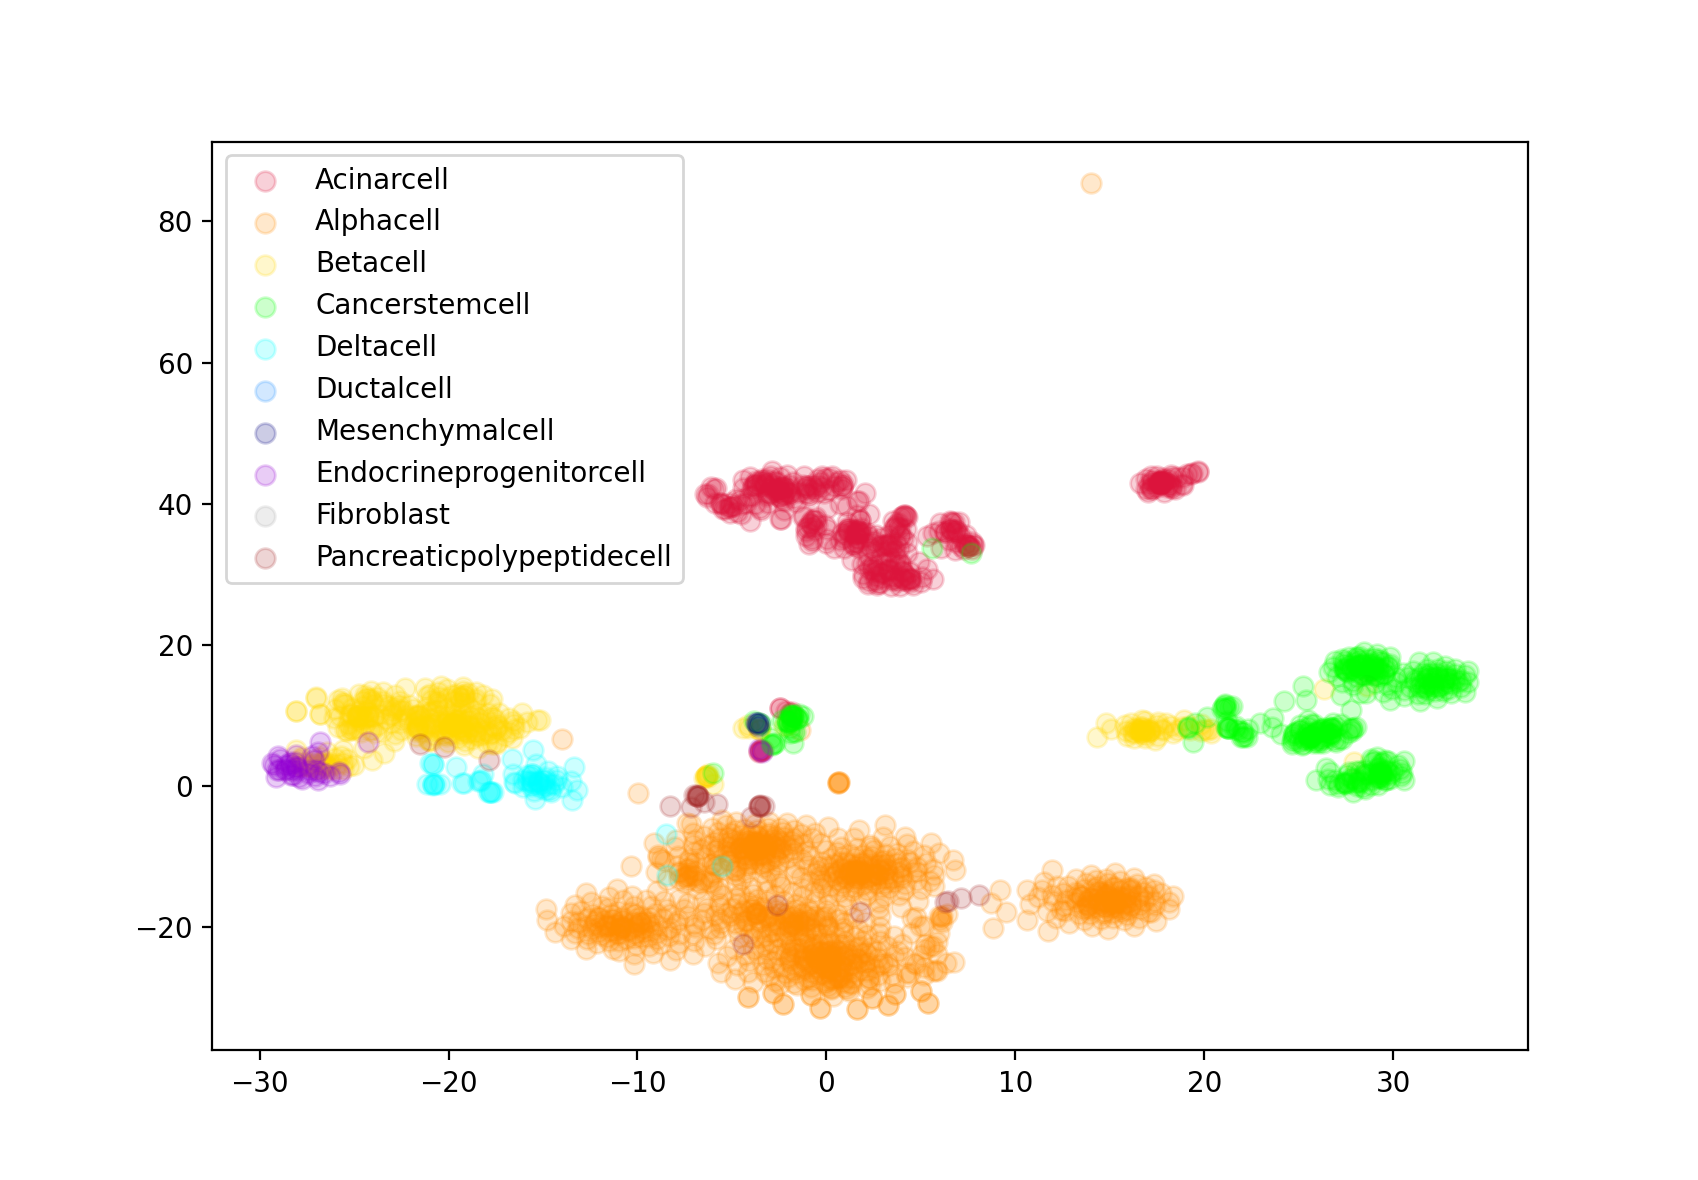 Acinarcell
Alphacell
Betacell
Cancerstemcell
Deltacell
Ductalcell
Mesenchymalcell
Endocrineprogenitorcell
Fibroblast
Pancreaticpolypeptidecell
80
60
40
20
0
−20
−30 −20 −10 0 10 20 30